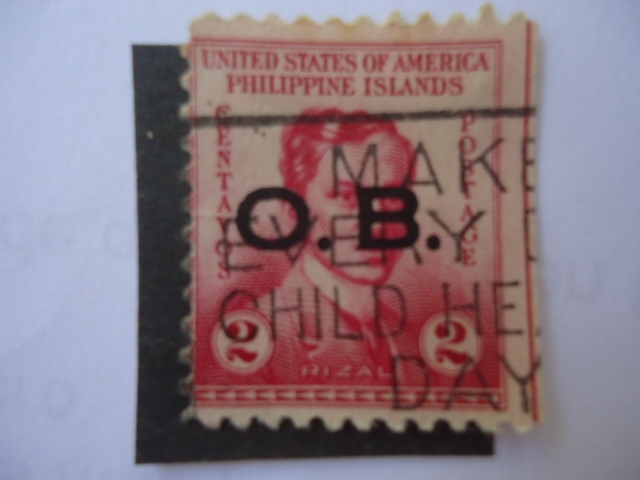 UNITED STATES OF AMERICA
PHILIPPINE ISLANDS
CENTAVOS
POSTAGE
MAKE
O.B.
EVERY
CHILD HE
2
2
RIZAL
DAY